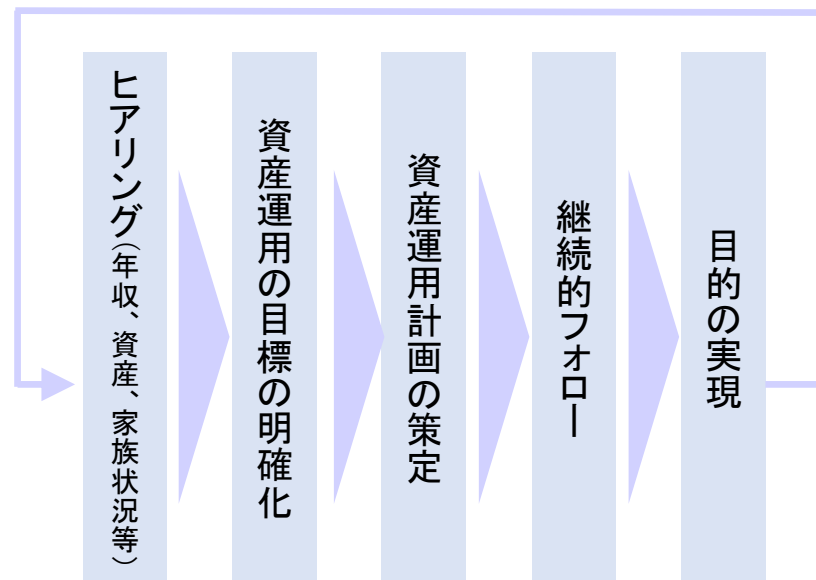 ヒアリング（年収、資産、家族状況等）
資産運用の目標の明確化
資産運用計画の策定
継続的フォロー
目的の実現